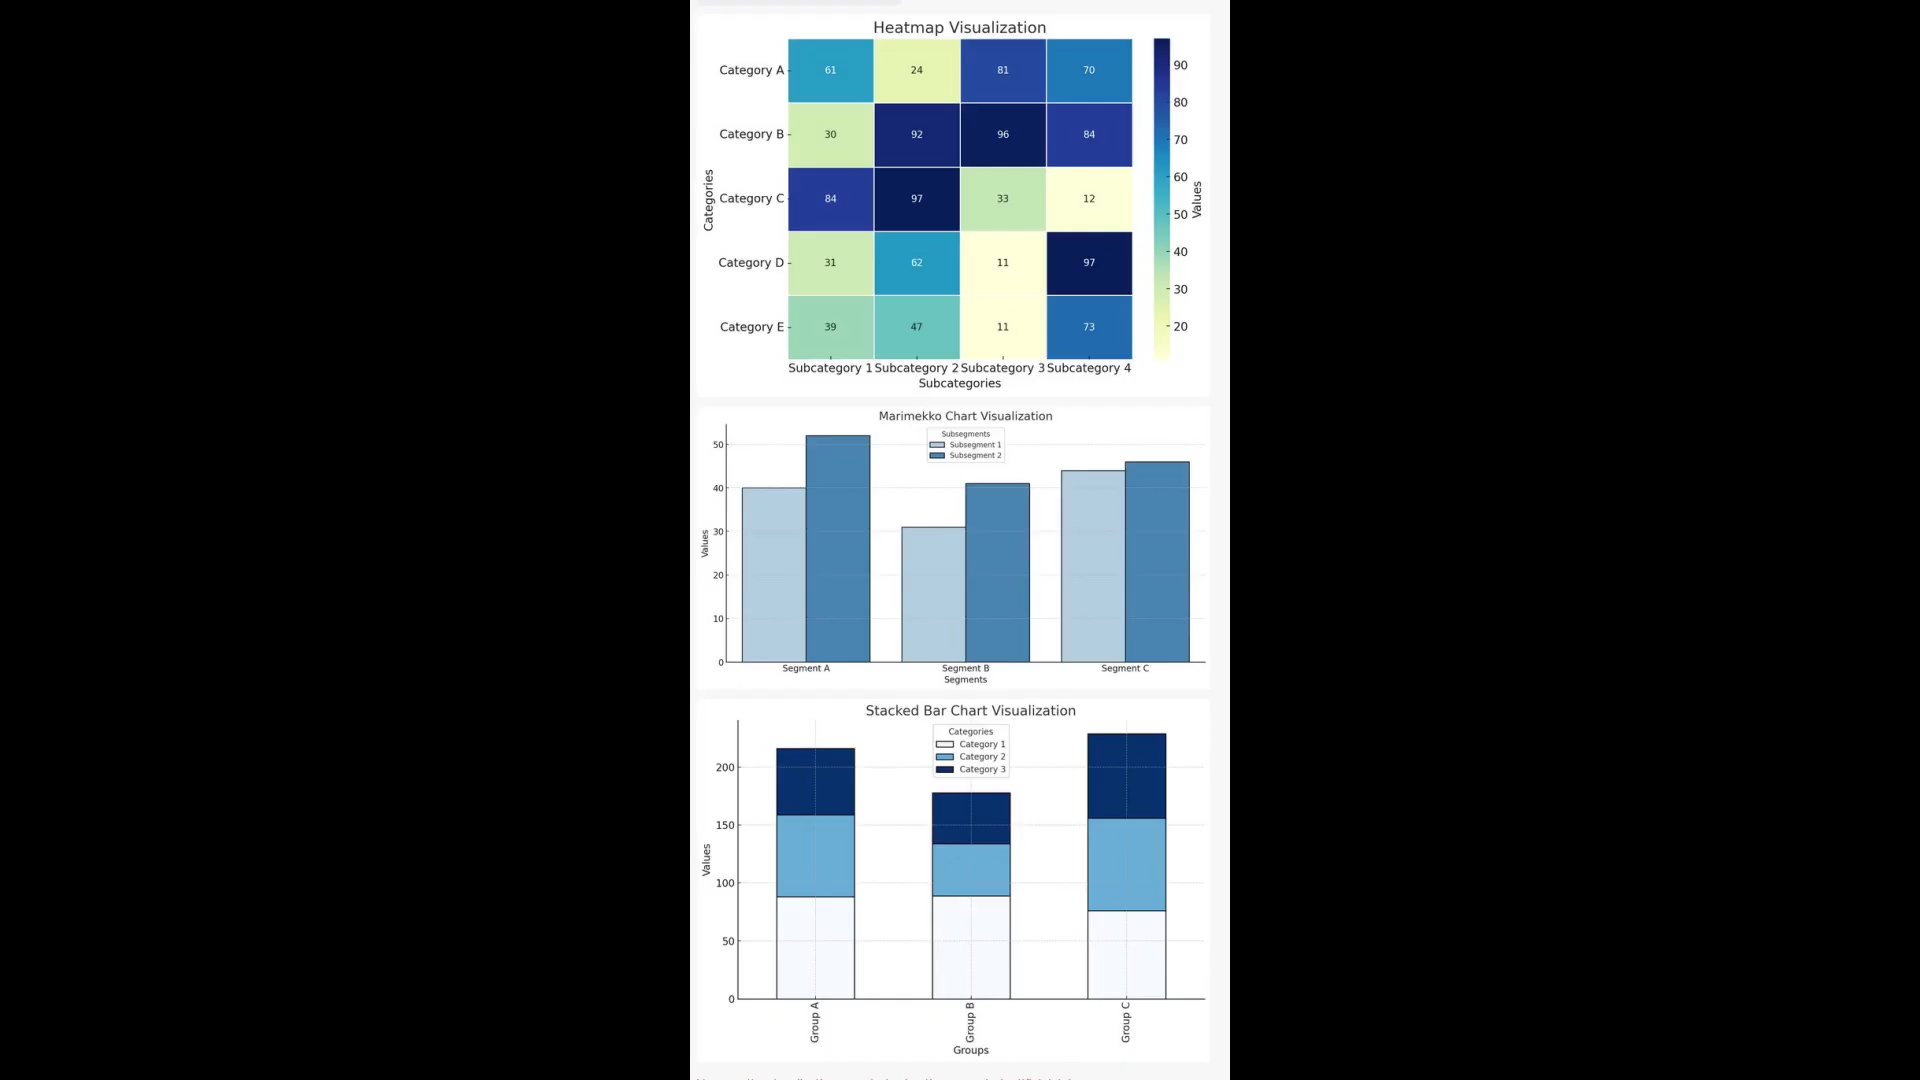 Heatmap Visualization
Category A 61 24 81 70
Category B 30 92 96 84
Category C 84 97 33 12
Category D 31 62 11 97
Category E 39 47 11 73
Categories
Subcategory 1 Subcategory 2 Subcategory 3 Subcategory 4
Subcategories
90
80
70
60
50
40
30
20
Values
Marimekko Chart Visualization
Subsegments
Subsegment 1
Subsegment 2
50
40
30
20
10
0
Values
Segment A Segment B Segment C
Segments
Stacked Bar Chart Visualization
Categories
Category 1
Category 2
Category 3
200
150
100
50
0
Values
Group A Group B Group C
Groups